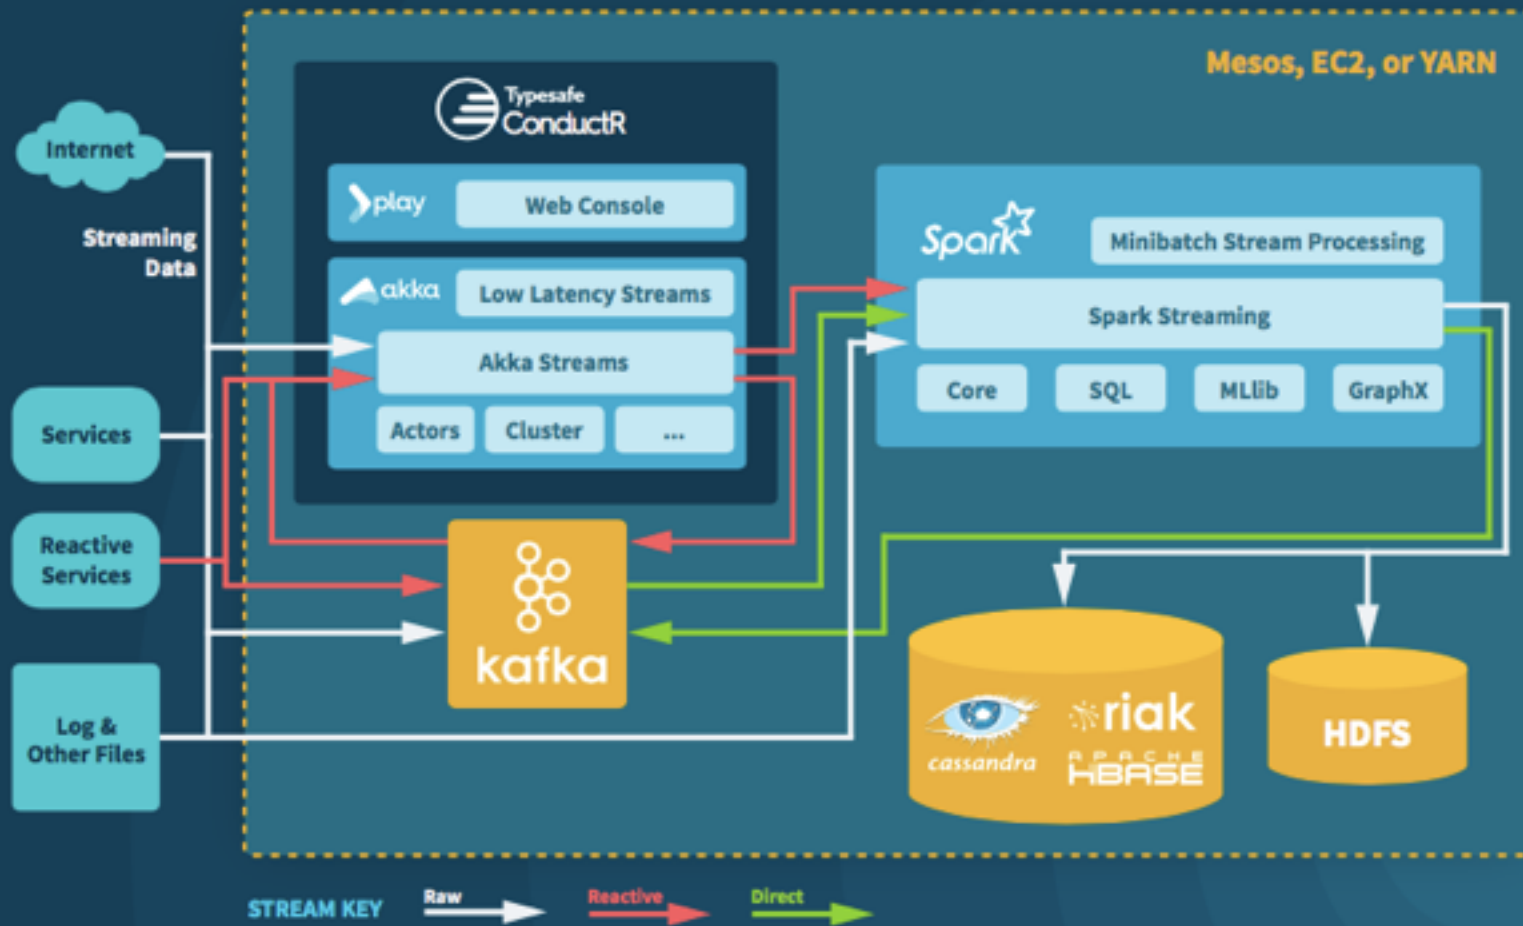 Mesos, EC2, or YARN
Typesafe
ConductR
Internet
play
Web Console
Streaming
Data
Spark
Minibatch Stream Processing
akka
Low Latency Streams
Spark Streaming
Akka Streams
Core
SQL
MLlib
GraphX
Services
Actors
Cluster
...
Reactive
Services
kafka
Log &
Other Files
cassandra
riak
APACHE
HBASE
HDFS
STREAM KEY
Raw
Reactive
Direct